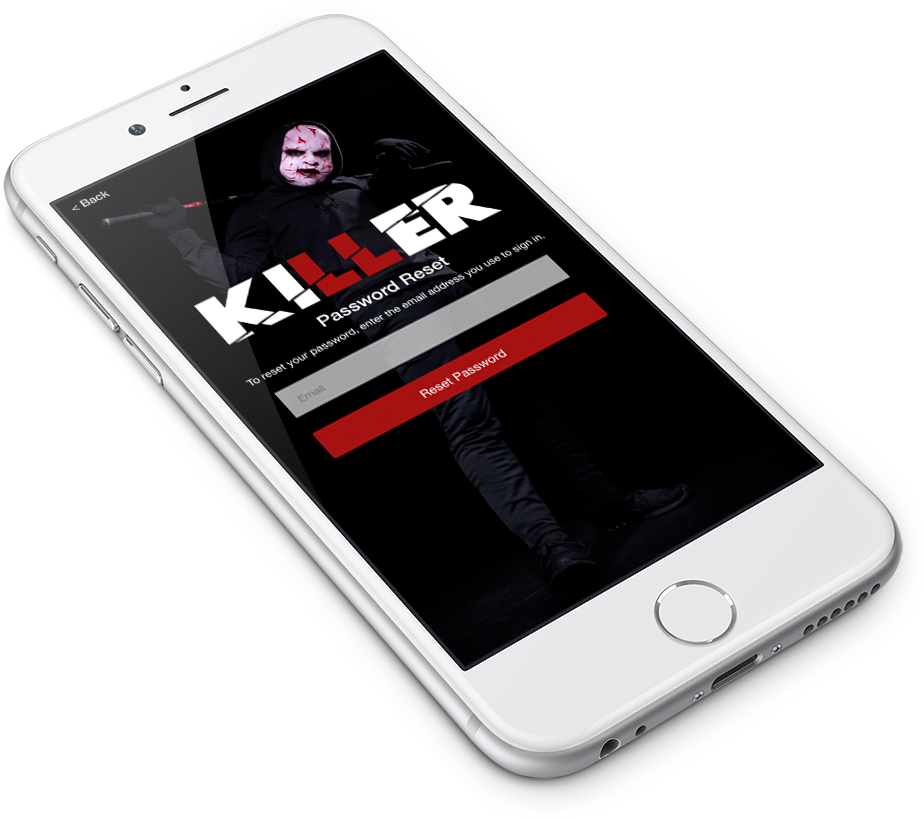 < Back
KILLER
Password Reset
To reset your password, enter the email address you use to sign in.
Email
Reset Password